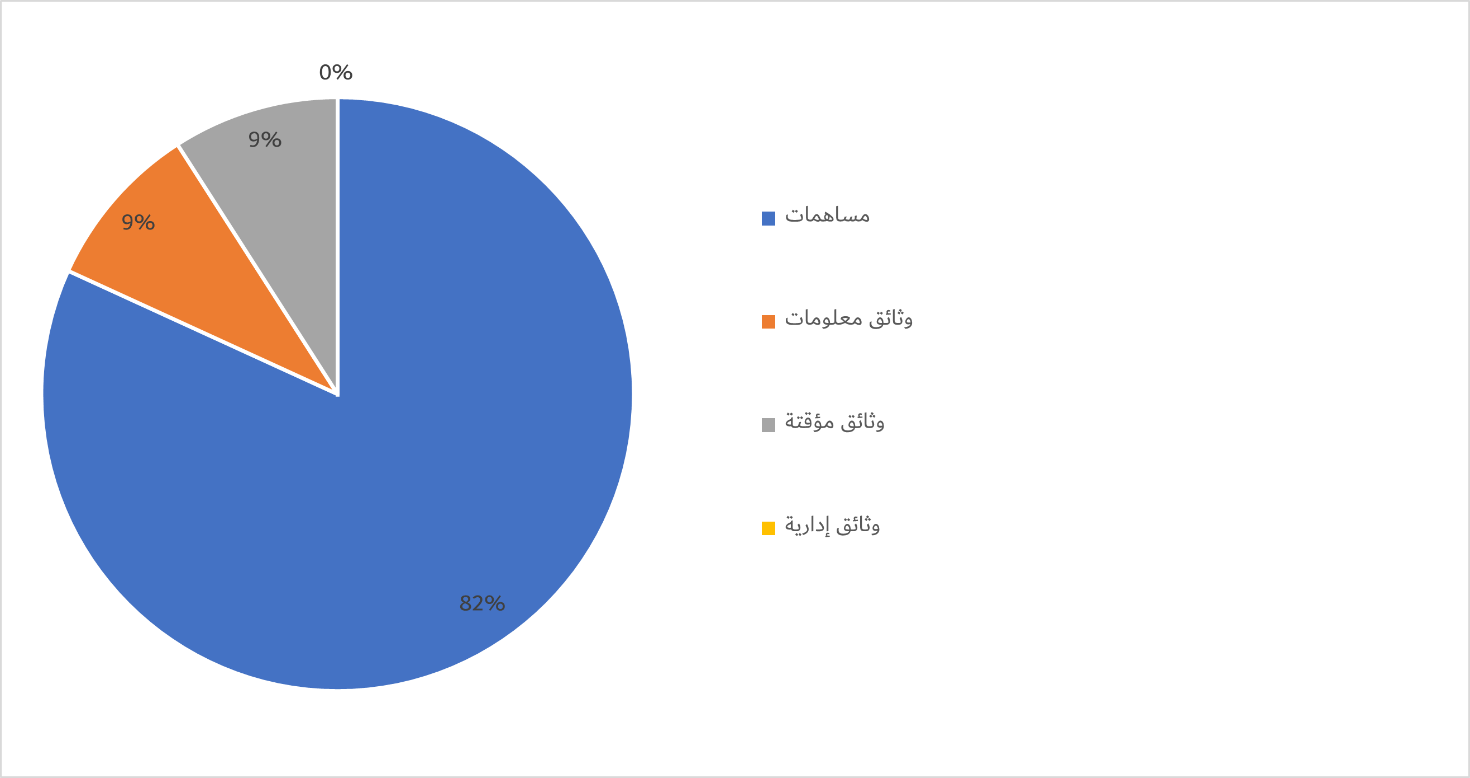 0%
9%
9%
82%
مساهمات
وثائق معلومات
وثائق مؤقتة
وثائق إدارية